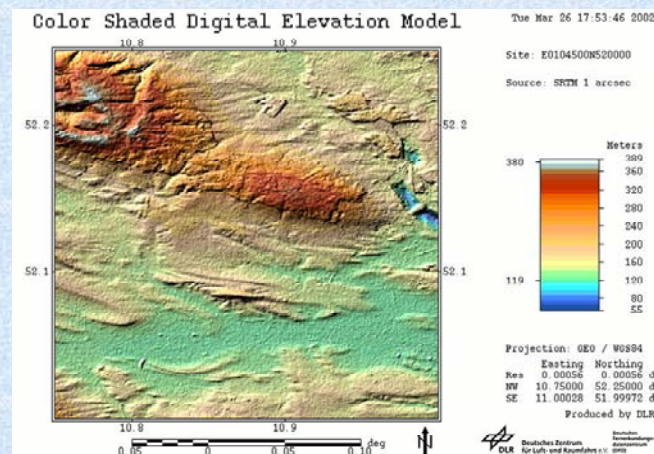 Color Shaded Digital Elevation Model
Tue Mar 26 17:53:46 2002
Site: E0104500N520000
Source: SRTM 1 arcsec
10.8 10.9
52.2 52.2
52.1 52.1
10.8 10.9
0.05 0 0.05 0.10 deg
N
Meters
380 389
360
320
280
240
200
160
119 120
80
55
Projection: GEO / WGS84
Easting Northing
Res 0.00056 0.00056 d
NW 10.75000 52.25000 d
SE 11.00028 51.99972 d
Produced by DLR
DLR
Deutsches Zentrum
für Luft- und Raumfahrt e.V.
Deutsches
Fernerkundungs-
datenzentrum